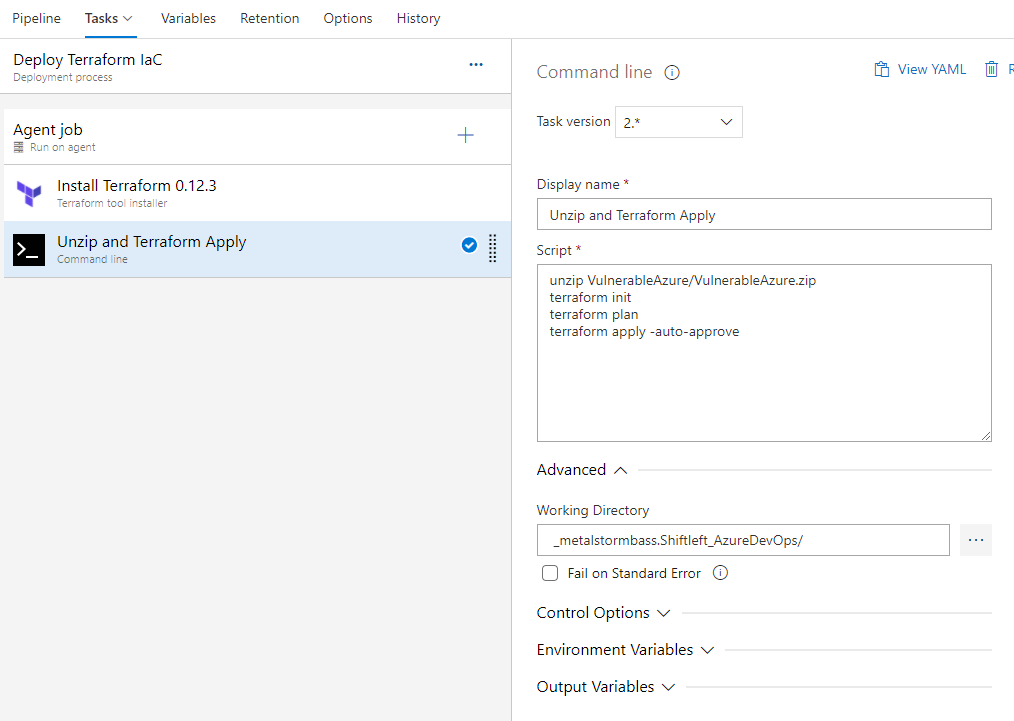 Pipeline Tasks Variables Retention Options History
Deploy Terraform IaC
Deployment process
Agent job
Run on agent
Install Terraform 0.12.3
Terraform tool installer
Unzip and Terraform Apply
Command line
Command line
View YAML
R
Task version 2.*
Display name *
Unzip and Terraform Apply
Script *
unzip VulnerableAzure/VulnerableAzure.zip
terraform init
terraform plan
terraform apply -auto-approve
Advanced
Working Directory
_metalstormbass.Shiftleft_AzureDevOps/
Fail on Standard Error
Control Options
Environment Variables
Output Variables